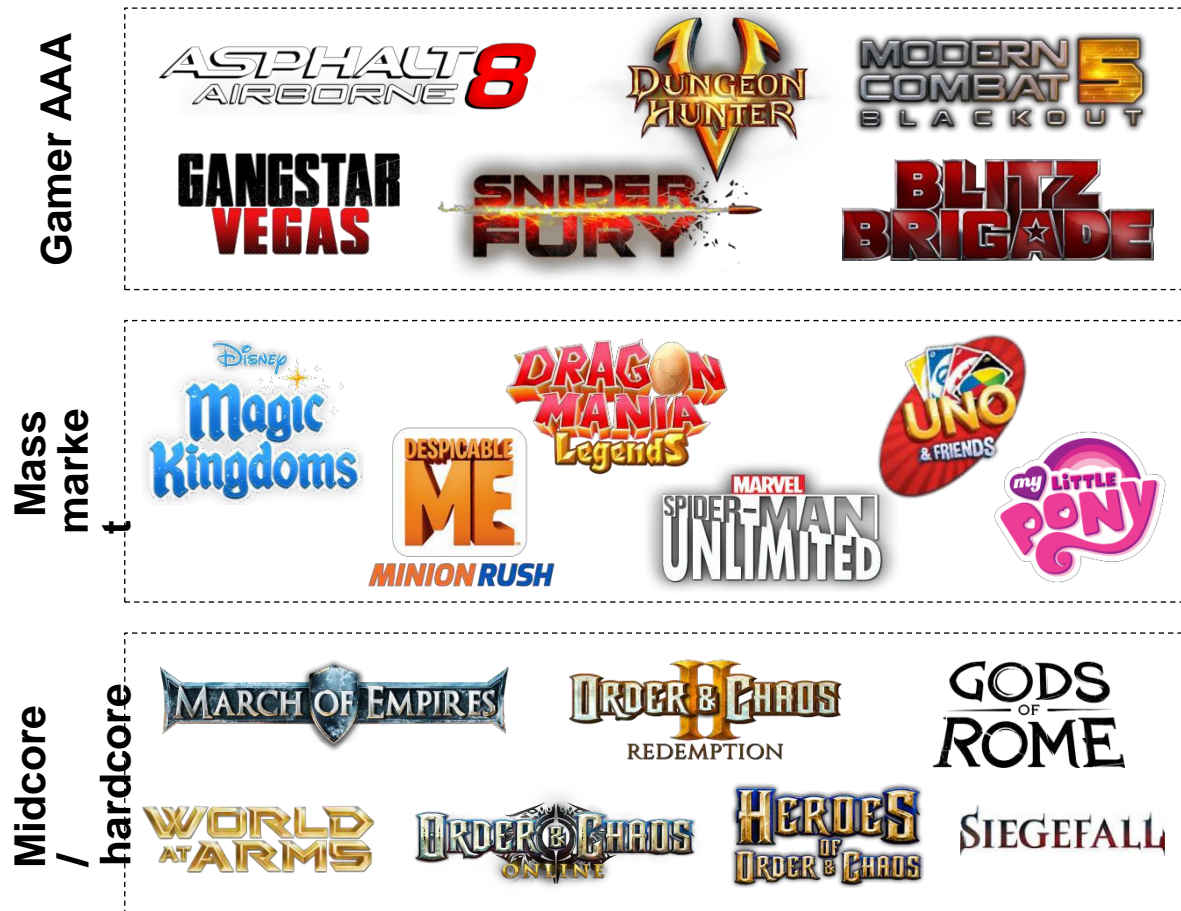 Gamer AAA
ASPHALT 8
AIRBORNE
DUNGEON
HUNTER
MODERN
COMBAT 5
BLACKOUT
GANGSTAR
VEGAS
SNIPER
FURY
BLITZ
BRIGADE
Mass
marke
t
Disney
Magic
Kingdoms
DESPICABLE
ME
MINION RUSH
DRAGON
MANIA
Legends
MARVEL
SPIDER-MAN
UNLIMITED
UNO
& FRIENDS
my LITTLE
PONY
Midcore
/
hardcore
MARCH OF EMPIRES
ORDER & CHAOS
II
REDEMPTION
GODS
OF
ROME
WORLD
AT ARMS
ORDER & CHAOS
ONLINE
HEROES
OF
ORDER & CHAOS
SIEGEFALL